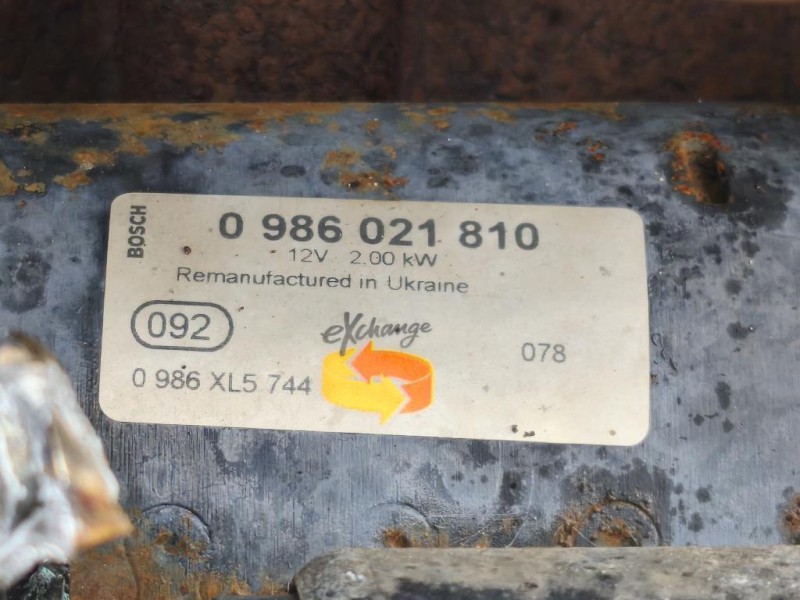 BOSCH
0 986 021 810
12V 2.00 kW
Remanufactured in Ukraine
092
eXchange
078
0 986 XL5 744